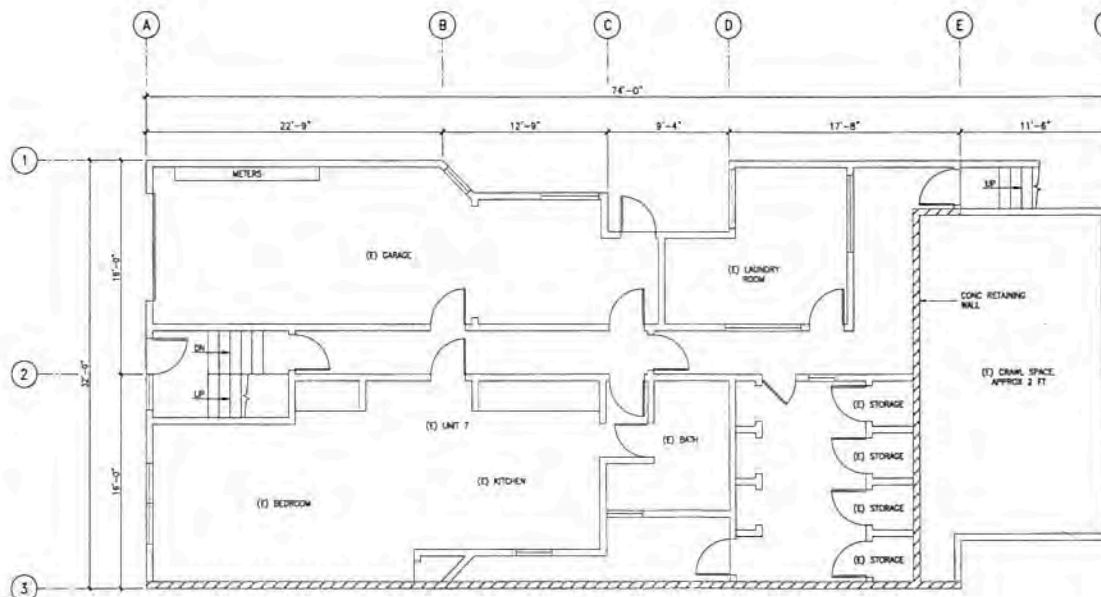 A
B
C
D
E
74'-0"
22'-9"
12'-9"
9'-4"
17'-8"
11'-6"
1
METERS
UP
(E) GARAGE
(E) LAUNDRY
ROOM
16'-0"
CONC RETAINING
WALL
DN
2
32'-0"
(E) CRAWL SPACE,
APPROX 2 FT
UP
(E) STORAGE
(E) UNIT 7
(E) BATH
(E) STORAGE
16'-0"
(E) KITCHEN
(E) BEDROOM
(E) STORAGE
(E) STORAGE
3